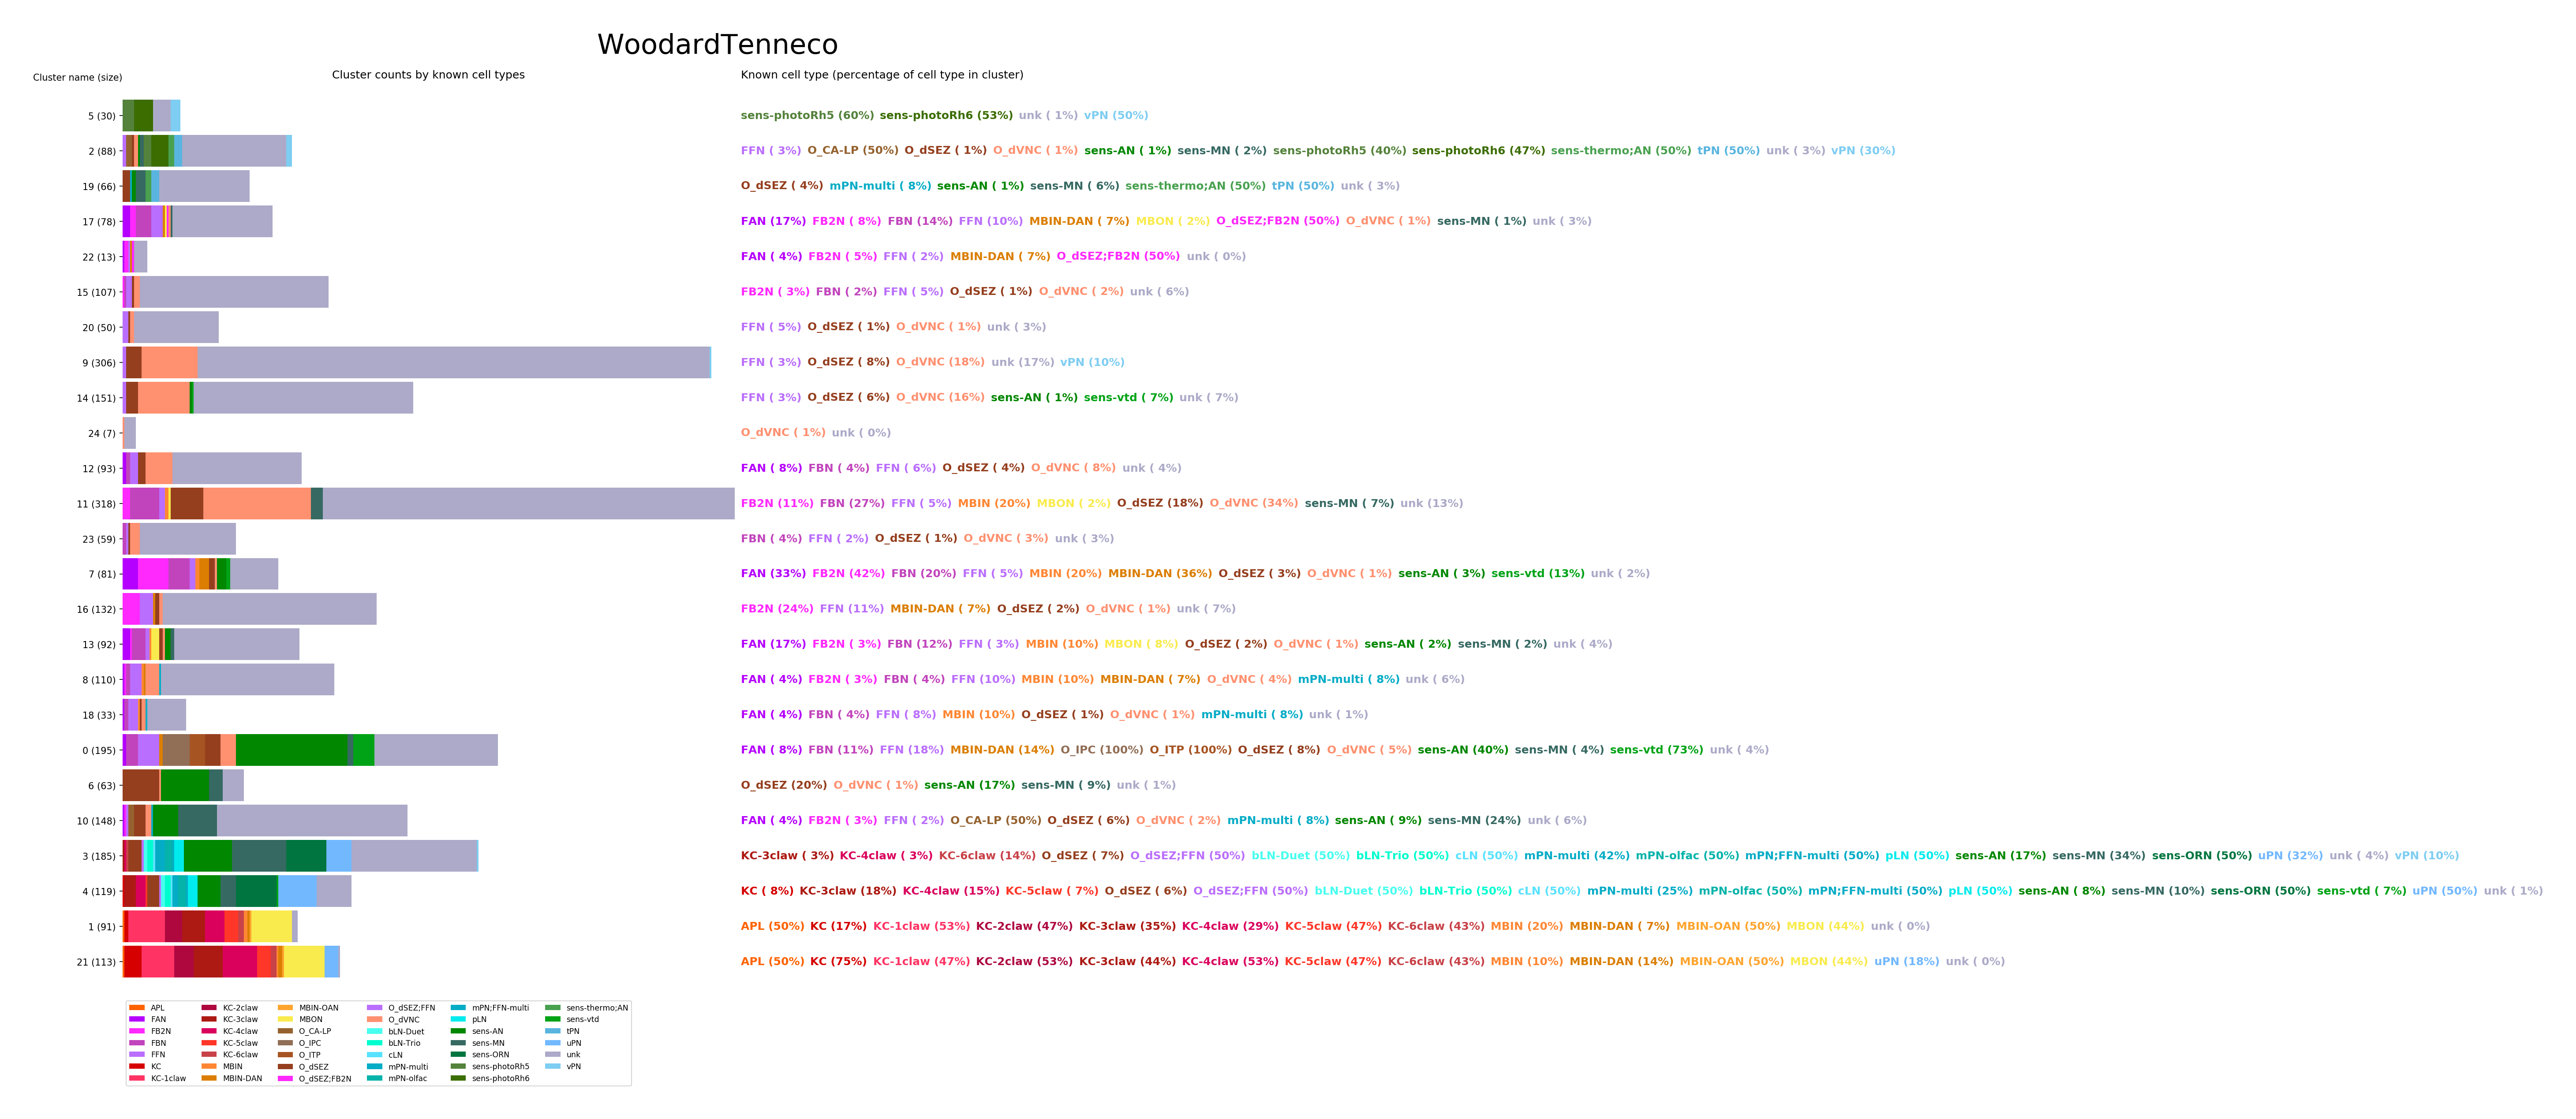 WoodardTenneco
Cluster name (size) Cluster counts by known cell types Known cell type (percentage of cell type in cluster)
5 (30) sens-photoRh5 (60%) sens-photoRh6 (53%) unk ( 1%) vPN (50%)
2 (88) FFN ( 3%) O_CA-LP (50%) O_dSEZ ( 1%) O_dVNC ( 1%) sens-AN ( 1%) sens-MN ( 2%) sens-photoRh5 (40%) sens-photoRh6 (47%) sens-thermo;AN (50%) tPN (50%) unk ( 3%) vPN (30%)
19 (66) O_dSEZ ( 4%) mPN-multi ( 8%) sens-AN ( 1%) sens-MN ( 6%) sens-thermo;AN (50%) tPN (50%) unk ( 3%)
17 (78) FAN (17%) FB2N ( 8%) FBN (14%) FFN (10%) MBIN-DAN ( 7%) MBON ( 2%) O_dSEZ;FB2N (50%) O_dVNC ( 1%) sens-MN ( 1%) unk ( 3%)
22 (13) FAN ( 4%) FB2N ( 5%) FFN ( 2%) MBIN-DAN ( 7%) O_dSEZ;FB2N (50%) unk ( 0%)
15 (107) FB2N ( 3%) FBN ( 2%) FFN ( 5%) O_dSEZ ( 1%) O_dVNC ( 2%) unk ( 6%)
20 (50) FFN ( 5%) O_dSEZ ( 1%) O_dVNC ( 1%) unk ( 3%)
9 (306) FFN ( 3%) O_dSEZ ( 8%) O_dVNC (18%) unk (17%) vPN (10%)
14 (151) FFN ( 3%) O_dSEZ ( 6%) O_dVNC (16%) sens-AN ( 1%) sens-vtd ( 7%) unk ( 7%)
24 (7) O_dVNC ( 1%) unk ( 0%)
12 (93) FAN ( 8%) FBN ( 4%) FFN ( 6%) O_dSEZ ( 4%) O_dVNC ( 8%) unk ( 4%)
11 (318) FB2N (11%) FBN (27%) FFN ( 5%) MBIN (20%) MBON ( 2%) O_dSEZ (18%) O_dVNC (34%) sens-MN ( 7%) unk (13%)
23 (59) FBN ( 4%) FFN ( 2%) O_dSEZ ( 1%) O_dVNC ( 3%) unk ( 3%)
7 (81) FAN (33%) FB2N (42%) FBN (20%) FFN ( 5%) MBIN (20%) MBIN-DAN (36%) O_dSEZ ( 3%) O_dVNC ( 1%) sens-AN ( 3%) sens-vtd (13%) unk ( 2%)
16 (132) FB2N (24%) FFN (11%) MBIN-DAN ( 7%) O_dSEZ ( 2%) O_dVNC ( 1%) unk ( 7%)
13 (92) FAN (17%) FB2N ( 3%) FBN (12%) FFN ( 3%) MBIN (10%) MBON ( 8%) O_dSEZ ( 2%) O_dVNC ( 1%) sens-AN ( 2%) sens-MN ( 2%) unk ( 4%)
8 (110) FAN ( 4%) FB2N ( 3%) FBN ( 4%) FFN (10%) MBIN (10%) MBIN-DAN ( 7%) O_dVNC ( 4%) mPN-multi ( 8%) unk ( 6%)
18 (33) FAN ( 4%) FBN ( 4%) FFN ( 8%) MBIN (10%) O_dSEZ ( 1%) O_dVNC ( 1%) mPN-multi ( 8%) unk ( 1%)
0 (195) FAN ( 8%) FBN (11%) FFN (18%) MBIN-DAN (14%) O_IPC (100%) O_ITP (100%) O_dSEZ ( 8%) O_dVNC ( 5%) sens-AN (40%) sens-MN ( 4%) sens-vtd (73%) unk ( 4%)
6 (63) O_dSEZ (20%) O_dVNC ( 1%) sens-AN (17%) sens-MN ( 9%) unk ( 1%)
10 (148) FAN ( 4%) FB2N ( 3%) FFN ( 2%) O_CA-LP (50%) O_dSEZ ( 6%) O_dVNC ( 2%) mPN-multi ( 8%) sens-AN ( 9%) sens-MN (24%) unk ( 6%)
3 (185) KC-3claw ( 3%) KC-4claw ( 3%) KC-6claw (14%) O_dSEZ ( 7%) O_dSEZ;FFN (50%) bLN-Duet (50%) bLN-Trio (50%) cLN (50%) mPN-multi (42%) mPN-olfac (50%) mPN;FFN-multi (50%) pLN (50%) sens-AN (17%) sens-MN (34%) sens-ORN (50%) uPN (32%) unk ( 4%) vPN (10%)
4 (119) KC ( 8%) KC-3claw (18%) KC-4claw (15%) KC-5claw ( 7%) O_dSEZ ( 6%) O_dSEZ;FFN (50%) bLN-Duet (50%) bLN-Trio (50%) cLN (50%) mPN-multi (25%) mPN-olfac (50%) mPN;FFN-multi (50%) pLN (50%) sens-AN ( 8%) sens-MN (10%) sens-ORN (50%) sens-vtd ( 7%) uPN (50%) unk ( 1%)
1 (91) APL (50%) KC (17%) KC-1claw (53%) KC-2claw (47%) KC-3claw (35%) KC-4claw (29%) KC-5claw (47%) KC-6claw (43%) MBIN (20%) MBIN-DAN ( 7%) MBIN-OAN (50%) MBON (44%) unk ( 0%)
21 (113) APL (50%) KC (75%) KC-1claw (47%) KC-2claw (53%) KC-3claw (44%) KC-4claw (53%) KC-5claw (47%) KC-6claw (43%) MBIN (10%) MBIN-DAN (14%) MBIN-OAN (50%) MBON (44%) uPN (18%) unk ( 0%)
APL KC-2claw MBIN-OAN O_dSEZ;FFN mPN;FFN-multi sens-thermo;AN
FAN KC-3claw MBON O_dVNC pLN sens-vtd
FB2N KC-4claw O_CA-LP bLN-Duet sens-AN tPN
FBN KC-5claw O_IPC bLN-Trio sens-MN uPN
FFN KC-6claw O_ITP cLN sens-ORN unk
KC MBIN O_dSEZ mPN-multi sens-photoRh5 vPN
KC-1claw MBIN-DAN O_dSEZ;FB2N mPN-olfac sens-photoRh6